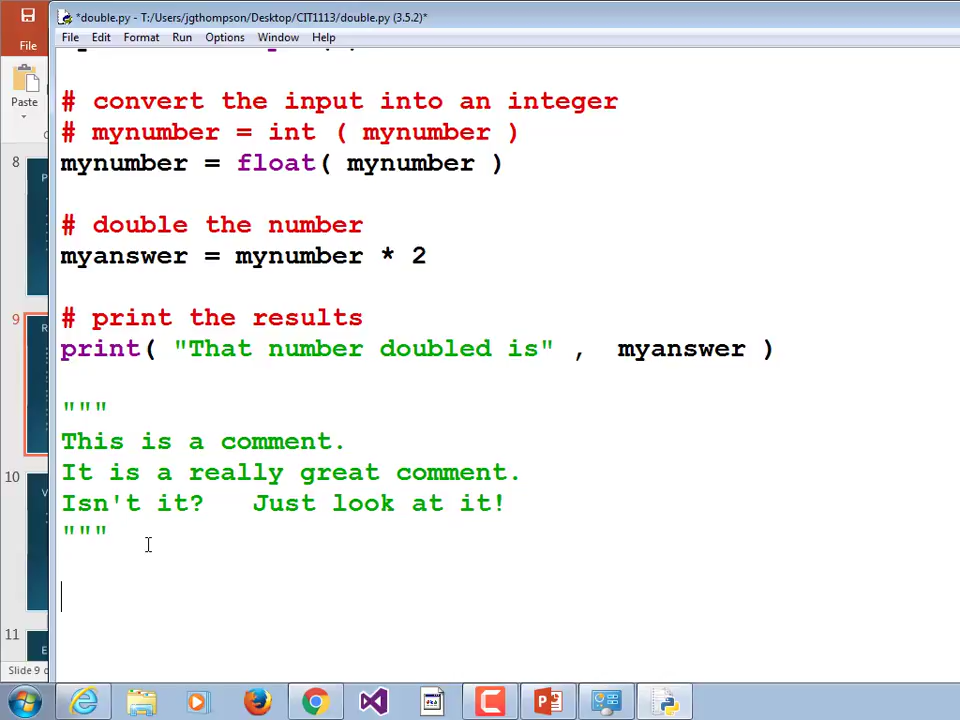 *double.py - T:/Users/jgthompson/Desktop/CIT1113/double.py (3.5.2)*
File
File Edit Format Run Options Window Help
Paste
# convert the input into an integer
# mynumber = int ( mynumber )
mynumber = float( mynumber )
# double the number
myanswer = mynumber * 2
# print the results
print( "That number doubled is" ,  myanswer )
"""
This is a comment.
It is a really great comment.
Isn't it?   Just look at it!
"""
8
9
10
11
Slide 9